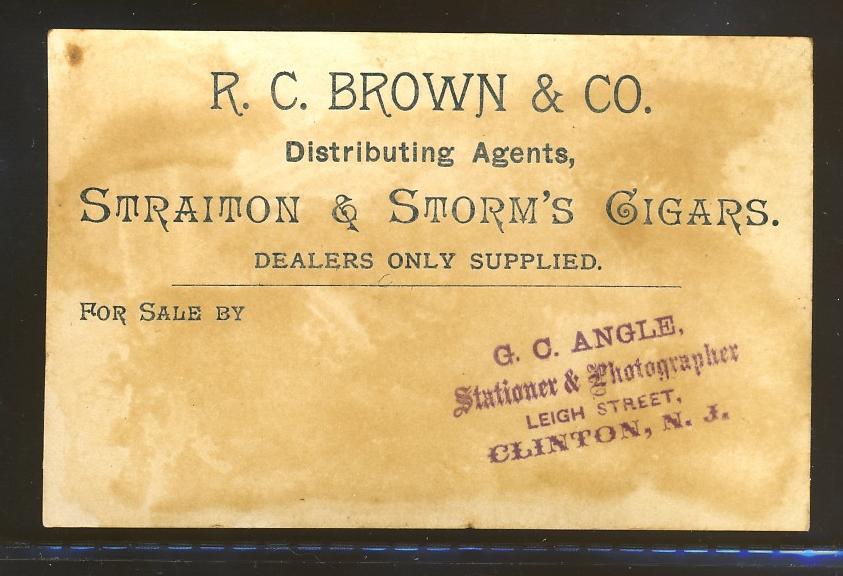 R. C. BROWN & CO.
Distributing Agents,
STRAITON & STORM'S CIGARS.
DEALERS ONLY SUPPLIED.
FOR SALE BY
G. C. ANGLE,
Stationer & Photographer
LEIGH STREET,
CLINTON, N. J.